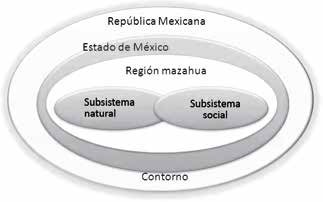 República Mexicana
Estado de México
Región mazahua
Subsistema
natural
Subsistema
social
Contorno